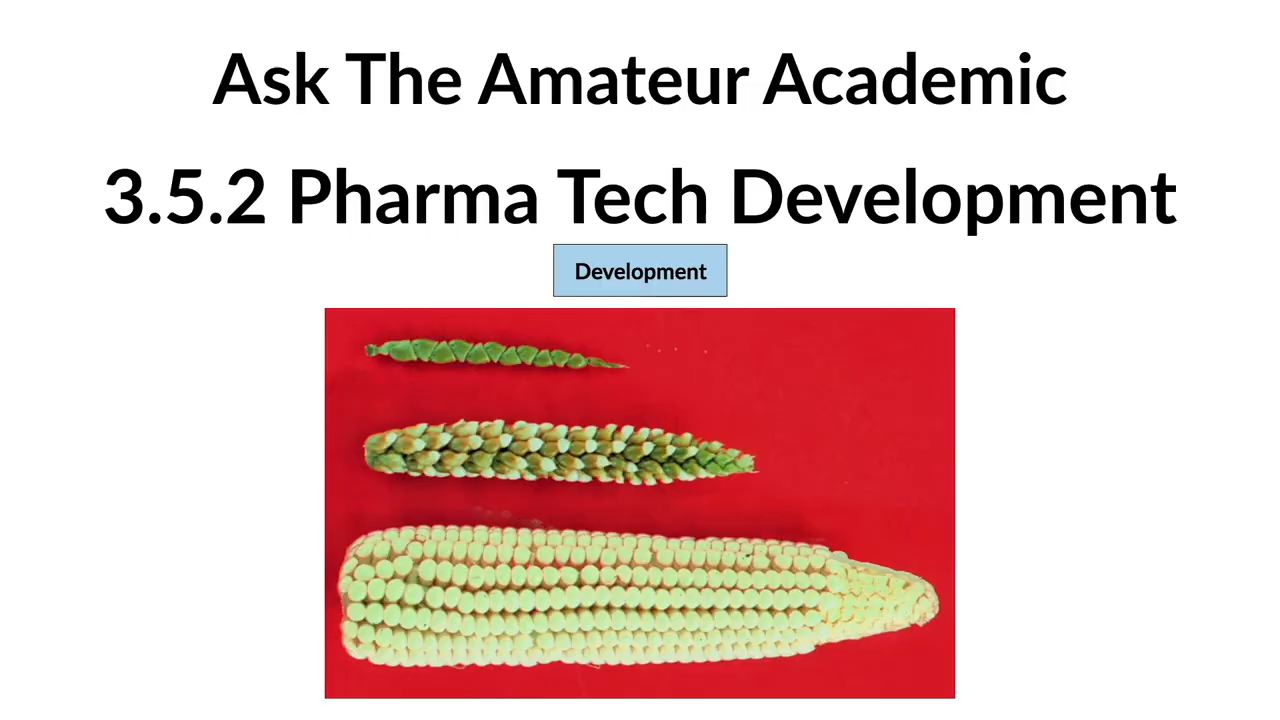 Ask The Amateur Academic
3.5.2 Pharma Tech Development
Development